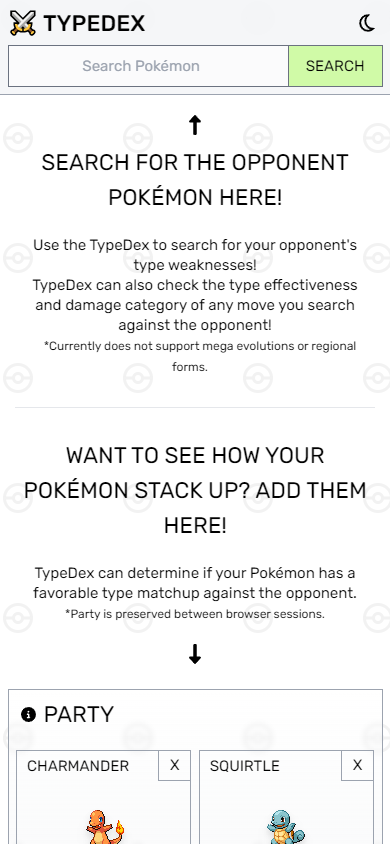 TYPEDEX
Search Pokémon
SEARCH
SEARCH FOR THE OPPONENT
POKÉMON HERE!
Use the TypeDex to search for your opponent's
type weaknesses!
TypeDex can also check the type effectiveness
and damage category of any move you search
against the opponent!
*Currently does not support mega evolutions or regional
forms.
WANT TO SEE HOW YOUR
POKÉMON STACK UP? ADD THEM
HERE!
TypeDex can determine if your Pokémon has a
favorable type matchup against the opponent.
*Party is preserved between browser sessions.
PARTY
CHARMANDER X
SQUIRTLE X